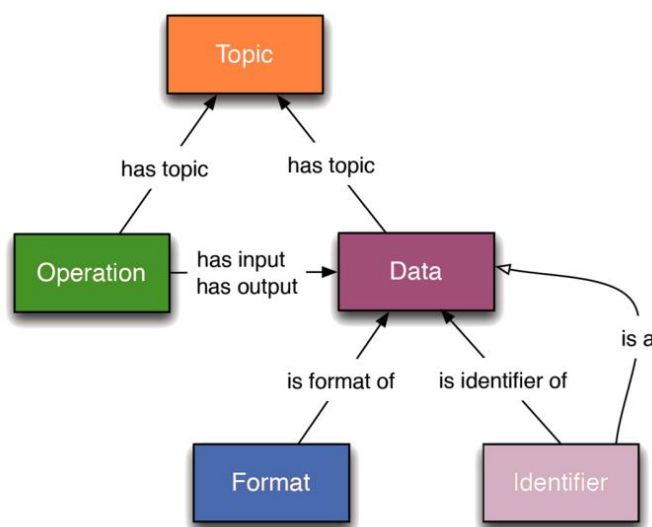 Topic
has topic
has topic
Operation
has input
has output
Data
is a
is format of
is identifier of
Format
Identifier